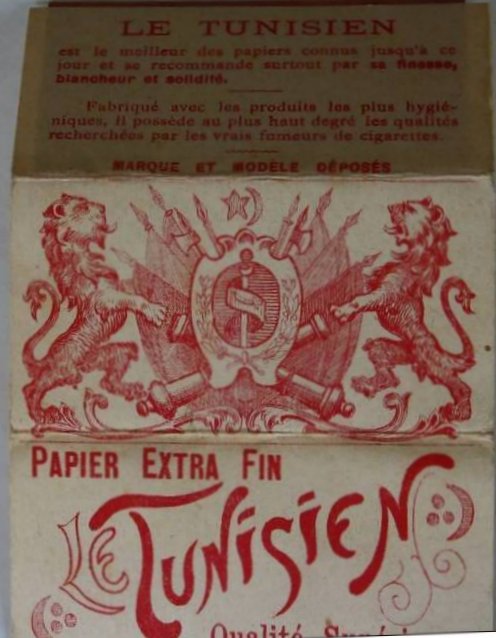 LE TUNISIEN
est le meilleur des papiers connus jusqu'à ce
jour et se recommande surtout par sa finesse,
blancheur et solidité.
Fabriqué avec les produits les plus hygié-
niques, il possède au plus haut degré les qualités
recherchées par les vrais fumeurs de cigarettes.
MARQUE ET MODÈLE DÉPOSÉS
PAPIER EXTRA FIN
LE TUNISIEN
Qualité